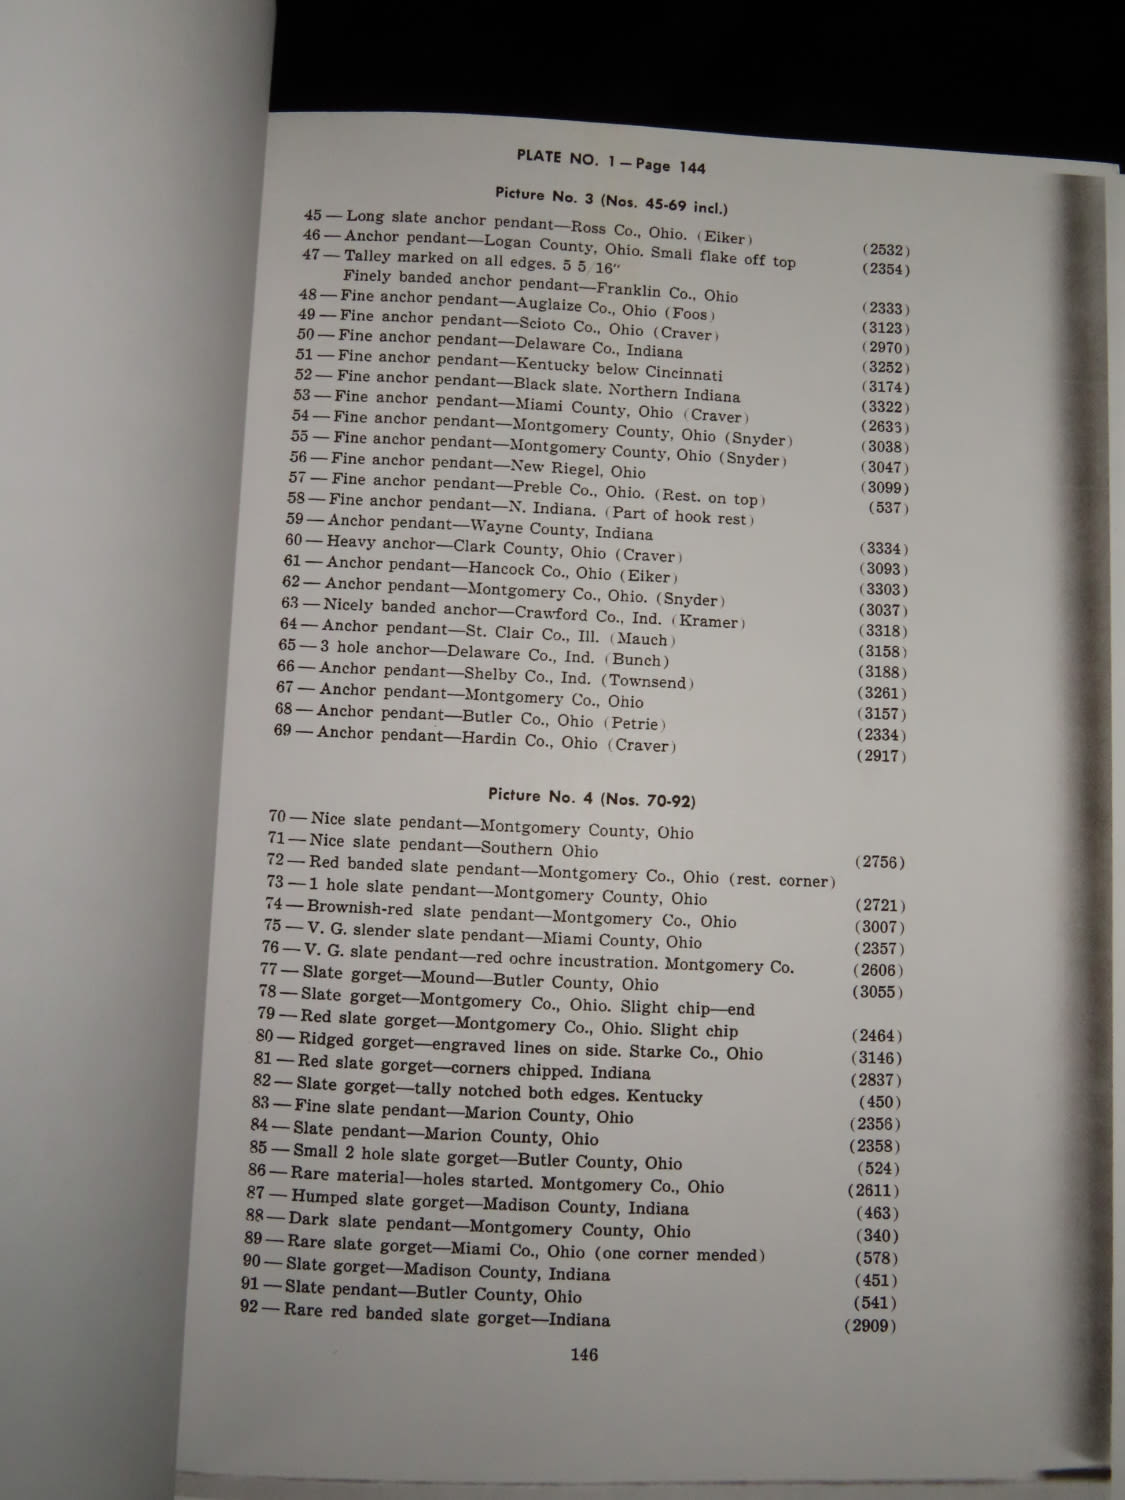 PLATE NO. 1 — Page 144
Picture No. 3 (Nos. 45-69 incl.)
45 — Long slate anchor pendant—Ross Co., Ohio. (Eiker) (2532)
46 — Anchor pendant—Logan County, Ohio. Small flake off top (2354)
47 — Talley marked on all edges. 5 5/16"
Finely banded anchor pendant—Franklin Co., Ohio (2333)
48 — Fine anchor pendant—Auglaize Co., Ohio (Foos) (3123)
49 — Fine anchor pendant—Scioto Co., Ohio (Craver) (2970)
50 — Fine anchor pendant—Delaware Co., Indiana (3252)
51 — Fine anchor pendant—Kentucky below Cincinnati (3174)
52 — Fine anchor pendant—Black slate. Northern Indiana (3322)
53 — Fine anchor pendant—Miami County, Ohio (Craver) (2633)
54 — Fine anchor pendant—Montgomery County, Ohio (Snyder) (3038)
55 — Fine anchor pendant—Montgomery County, Ohio (Snyder) (3047)
56 — Fine anchor pendant—New Riegel, Ohio (3099)
57 — Fine anchor pendant—Preble Co., Ohio. (Rest. on top) (537)
58 — Fine anchor pendant—N. Indiana. (Part of hook rest)
59 — Anchor pendant—Wayne County, Indiana (3334)
60 — Heavy anchor—Clark County, Ohio (Craver) (3093)
61 — Anchor pendant—Hancock Co., Ohio (Eiker) (3303)
62 — Anchor pendant—Montgomery Co., Ohio. (Snyder) (3037)
63 — Nicely banded anchor—Crawford Co., Ind. (Kramer) (3318)
64 — Anchor pendant—St. Clair Co., Ill. (Mauch) (3158)
65 — 3 hole anchor—Delaware Co., Ind. (Bunch) (3188)
66 — Anchor pendant—Shelby Co., Ind. (Townsend) (3261)
67 — Anchor pendant—Montgomery Co., Ohio (3157)
68 — Anchor pendant—Butler Co., Ohio (Petrie) (2334)
69 — Anchor pendant—Hardin Co., Ohio (Craver) (2917)
Picture No. 4 (Nos. 70-92)
70 — Nice slate pendant—Montgomery County, Ohio
71 — Nice slate pendant—Southern Ohio (2756)
72 — Red banded slate pendant—Montgomery Co., Ohio (rest. corner)
73 — 1 hole slate pendant—Montgomery County, Ohio (2721)
74 — Brownish-red slate pendant—Montgomery Co., Ohio (3007)
75 — V. G. slender slate pendant—Miami County, Ohio (2357)
76 — V. G. slate pendant—red ochre incustration. Montgomery Co. (2606)
77 — Slate gorget—Mound—Butler County, Ohio (3055)
78 — Slate gorget—Montgomery Co., Ohio. Slight chip—end
79 — Red slate gorget—Montgomery Co., Ohio. Slight chip (2464)
80 — Ridged gorget—engraved lines on side. Starke Co., Ohio (3146)
81 — Red slate gorget—corners chipped. Indiana (2837)
82 — Slate gorget—tally notched both edges. Kentucky (450)
83 — Fine slate pendant—Marion County, Ohio (2356)
84 — Slate pendant—Marion County, Ohio (2358)
85 — Small 2 hole slate gorget—Butler County, Ohio (524)
86 — Rare material—holes started. Montgomery Co., Ohio (2611)
87 — Humped slate gorget—Madison County, Indiana (463)
88 — Dark slate pendant—Montgomery County, Ohio (340)
89 — Rare slate gorget—Miami Co., Ohio (one corner mended) (578)
90 — Slate gorget—Madison County, Indiana (451)
91 — Slate pendant—Butler County, Ohio (541)
92 — Rare red banded slate gorget—Indiana (2909)
146